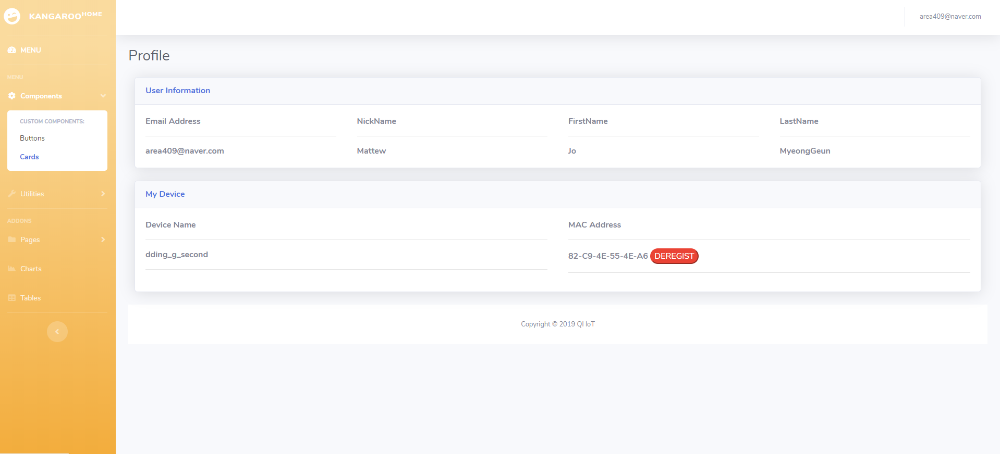 KANGAROO HOME
area409@naver.com
MENU
Profile
MENU
Components
User Information
CUSTOM COMPONENTS:
Buttons
Cards
Email Address NickName FirstName LastName
area409@naver.com Mattew Jo MyeongGeun
Utilities
My Device
ADDONS
Device Name MAC Address
Pages
dding_g_second 82-C9-4E-55-4E-A6 DEREGIST
Charts
Tables
Copyright © 2019 QI IoT